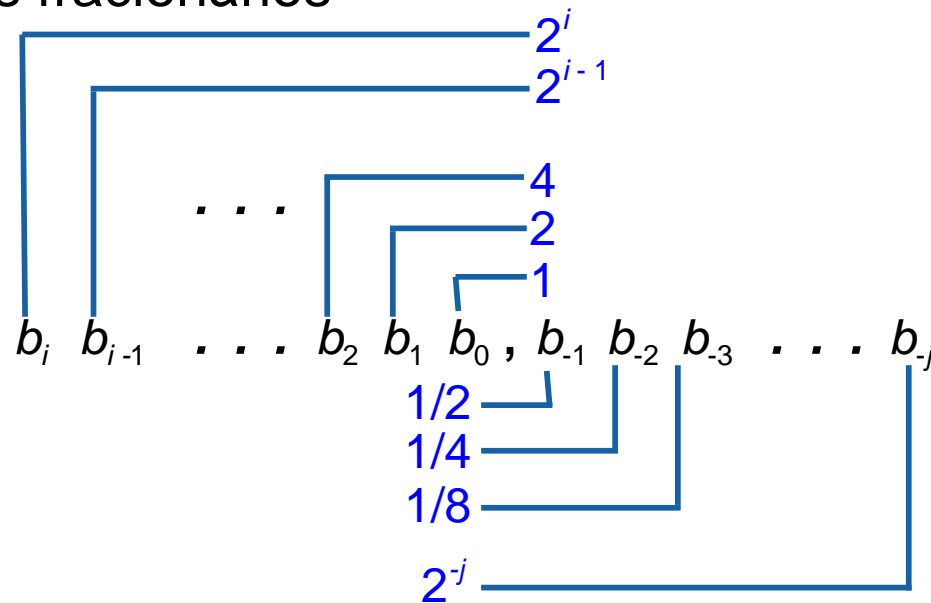 s fracionários
2^i
2^{i - 1}
. . .
4
2
1
b_i b_{i -1} . . . b_2 b_1 b_0 , b_{-1} b_{-2} b_{-3} . . . b_{-j}
1/2
1/4
1/8
2^{-j}